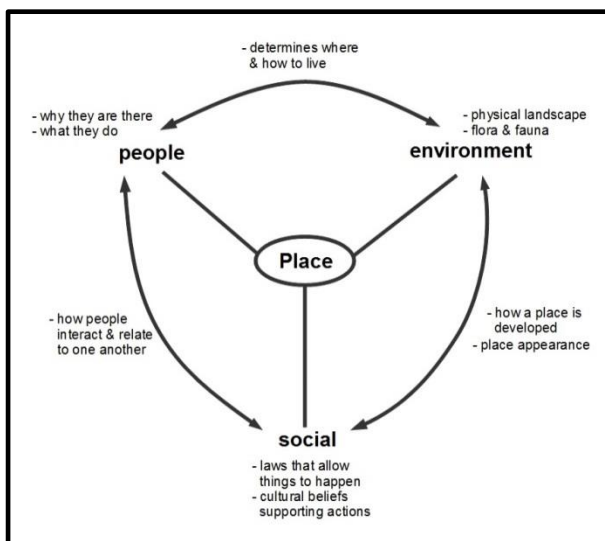 - determines where
& how to live
- why they are there
- what they do
people
- physical landscape
- flora & fauna
environment
Place
- how people
interact & relate
to one another
- how a place is
developed
- place appearance
social
- laws that allow
things to happen
- cultural beliefs
supporting actions